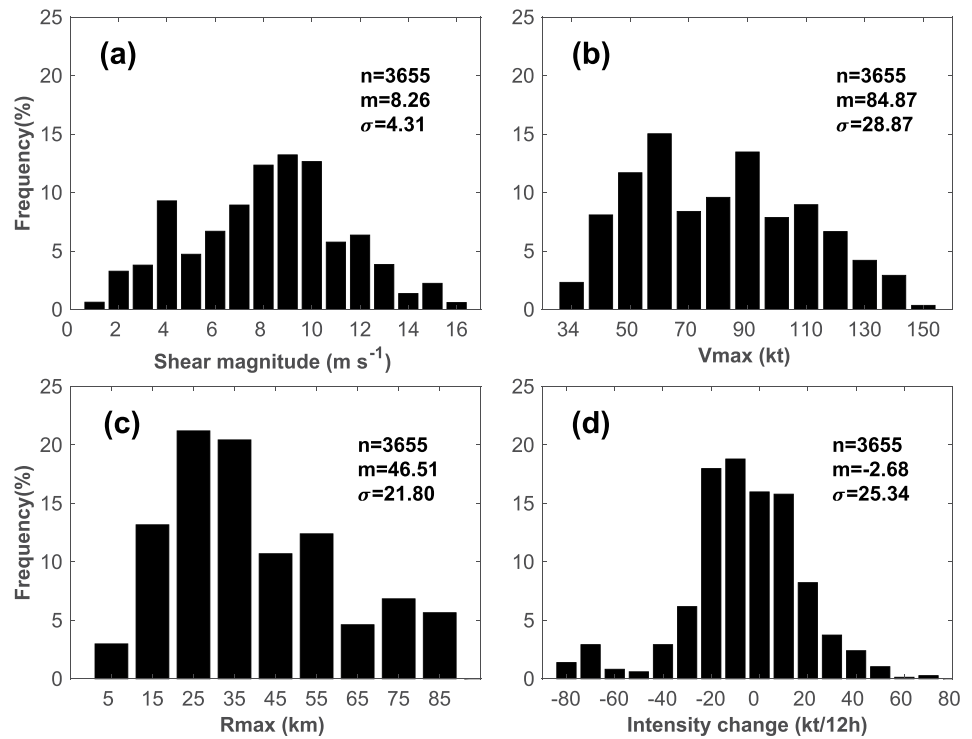 (a)
n=3655
m=8.26
σ=4.31
25
20
15
10
5
0
Frequency(%)
0 2 4 6 8 10 12 14 16
Shear magnitude (m s⁻¹)
(b)
n=3655
m=84.87
σ=28.87
25
20
15
10
5
0
34 50 70 90 110 130 150
Vmax (kt)
(c)
n=3655
m=46.51
σ=21.80
25
20
15
10
5
0
Frequency(%)
5 15 25 35 45 55 65 75 85
Rmax (km)
(d)
n=3655
m=-2.68
σ=25.34
25
20
15
10
5
0
-80 -60 -40 -20 0 20 40 60 80
Intensity change (kt/12h)